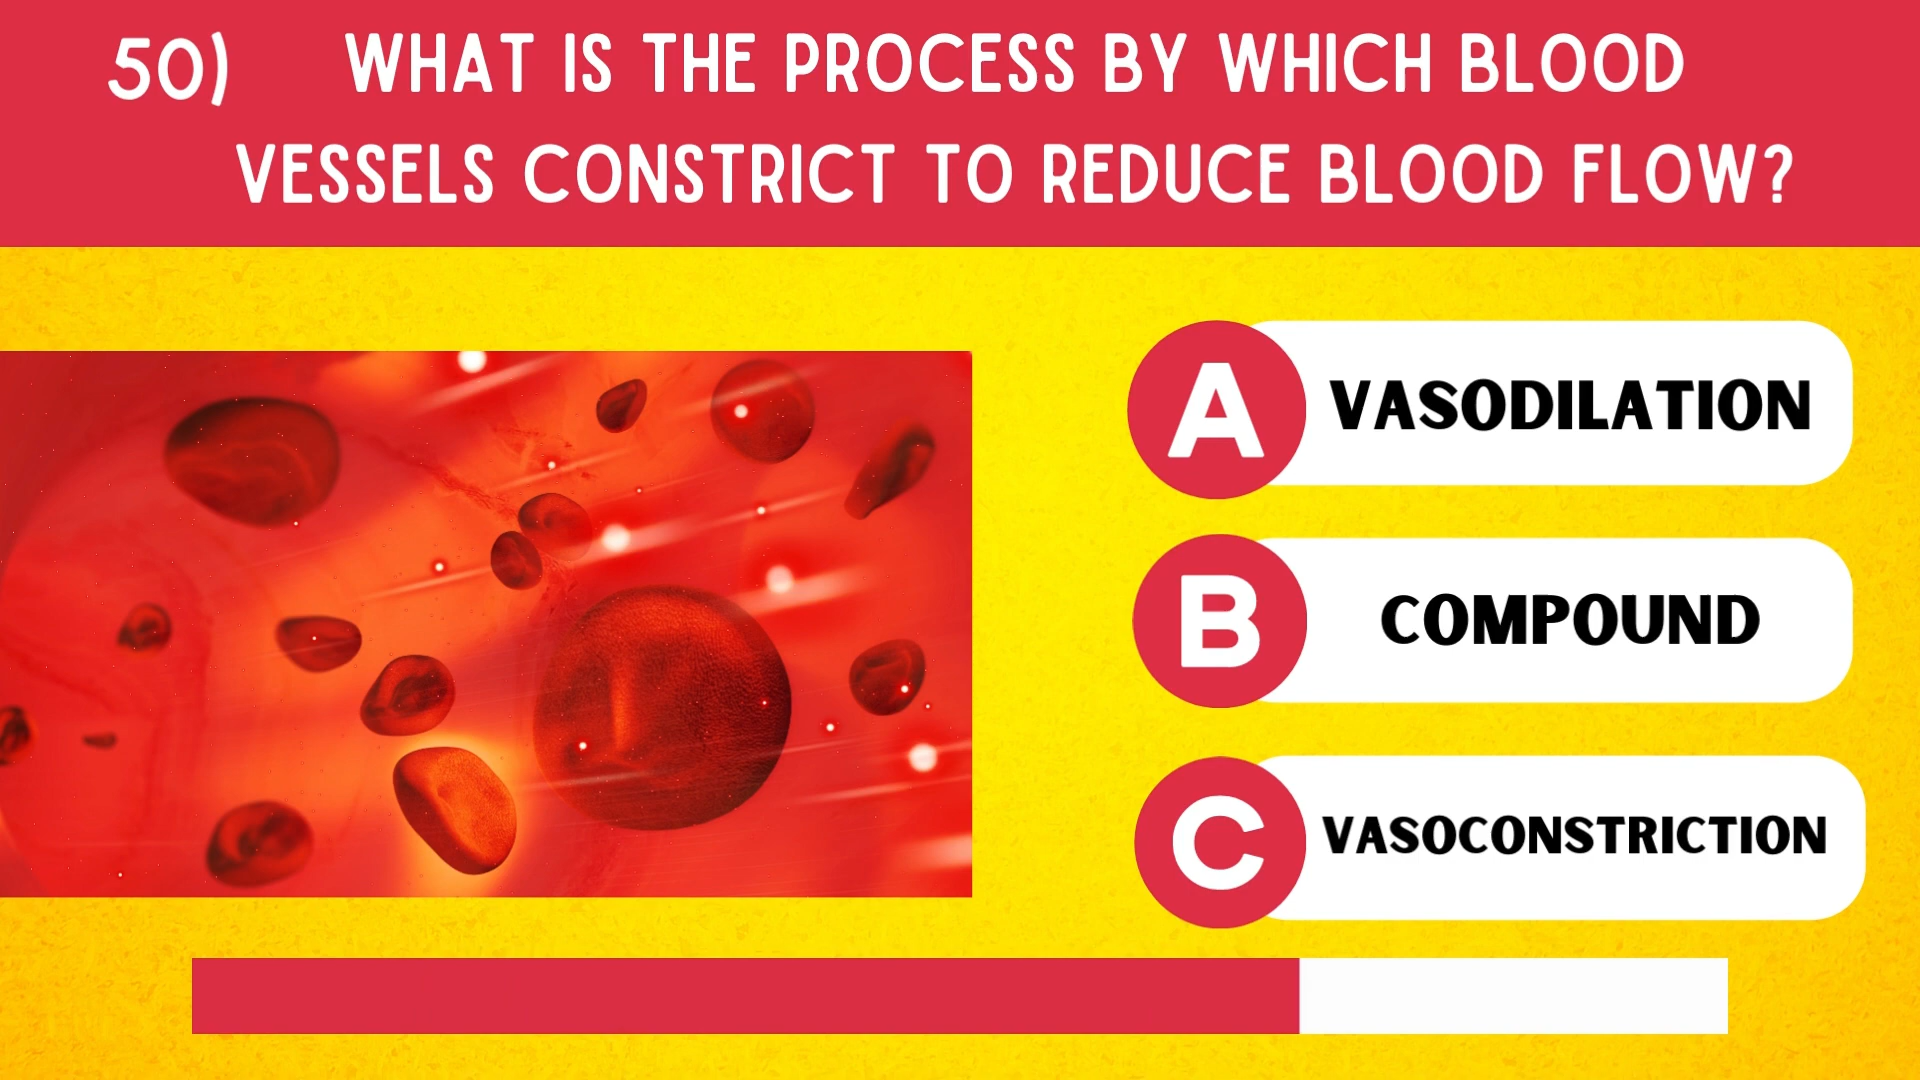 50) WHAT IS THE PROCESS BY WHICH BLOOD
VESSELS CONSTRICT TO REDUCE BLOOD FLOW?
A VASODILATION
B COMPOUND
C VASOCONSTRICTION